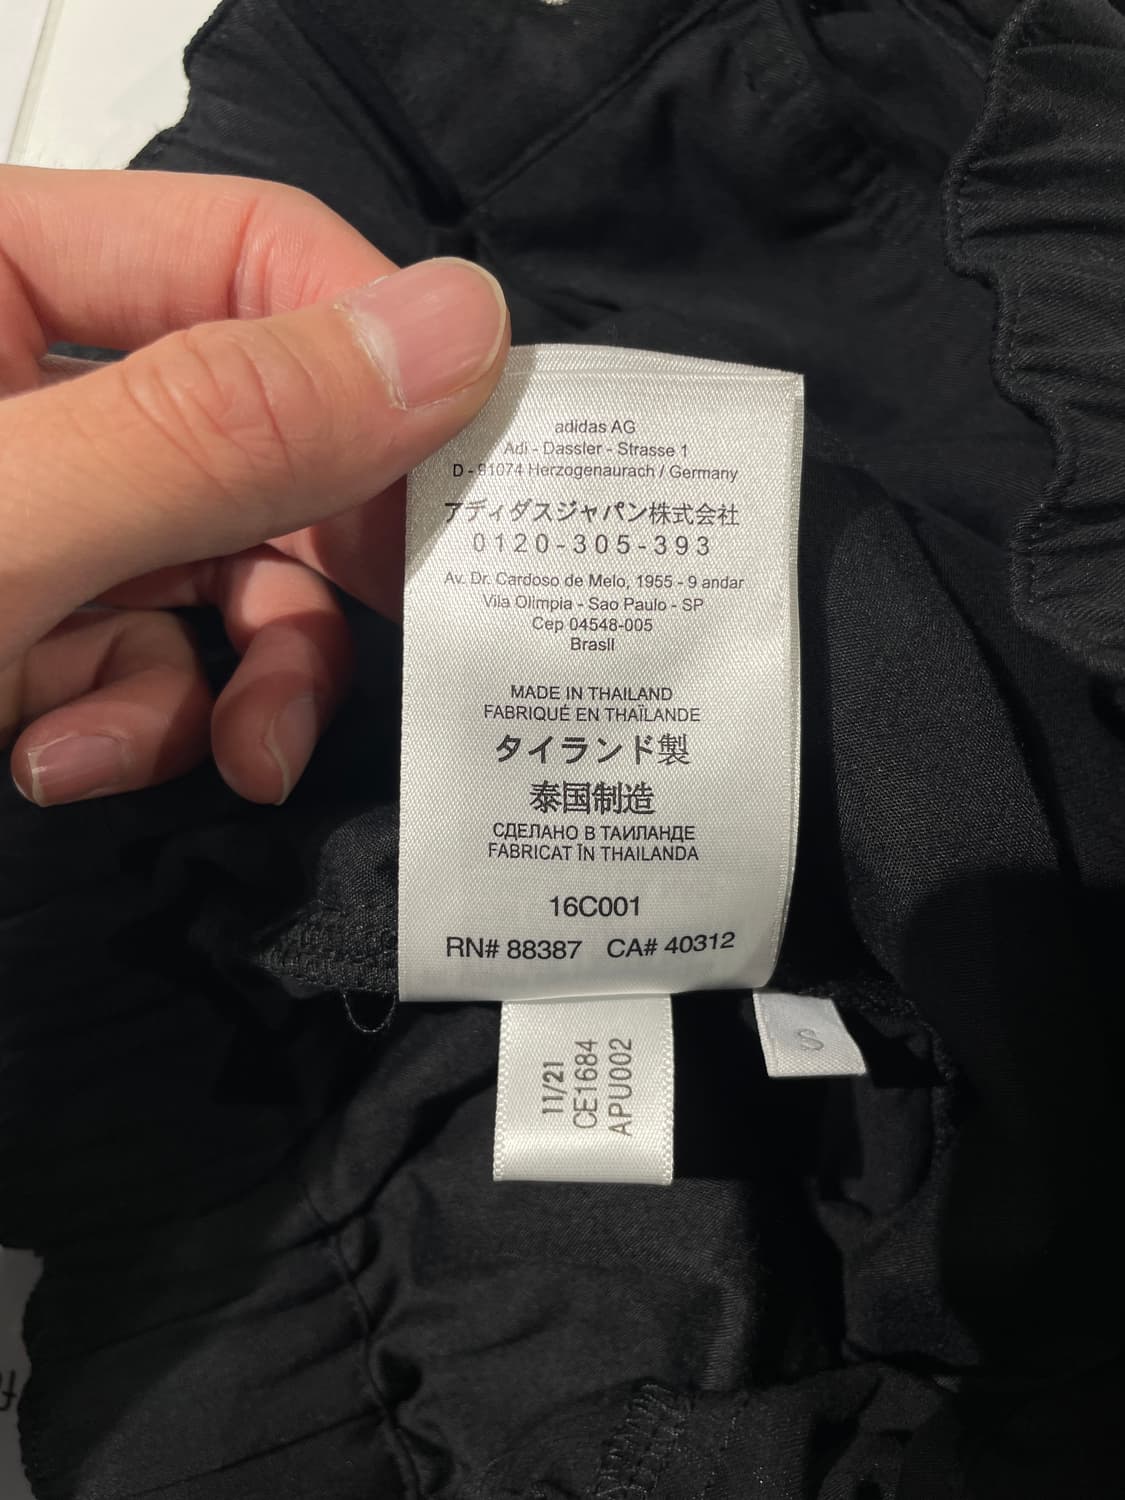 adidas AG
Adi - Dassler - Strasse 1
D - 91074 Herzogenaurach / Germany
アディダスジャパン株式会社
0120-305-393
Av. Dr. Cardoso de Melo, 1955 - 9 andar
Vila Olimpia - Sao Paulo - SP
Cep 04548-005
Brasil
MADE IN THAILAND
FABRIQUÉ EN THAÏLANDE
タイランド製
泰国制造
СДЕЛАНО В ТАИЛАНДЕ
FABRICAT ÎN THAILANDA
16C001
RN# 88387 CA# 40312
11/21
CE1684
APU002
S